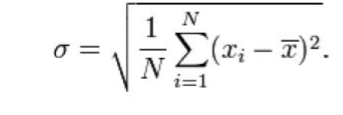 σ = √(1/N ∑_{i=1}^{N} (x_i − x̅)²).